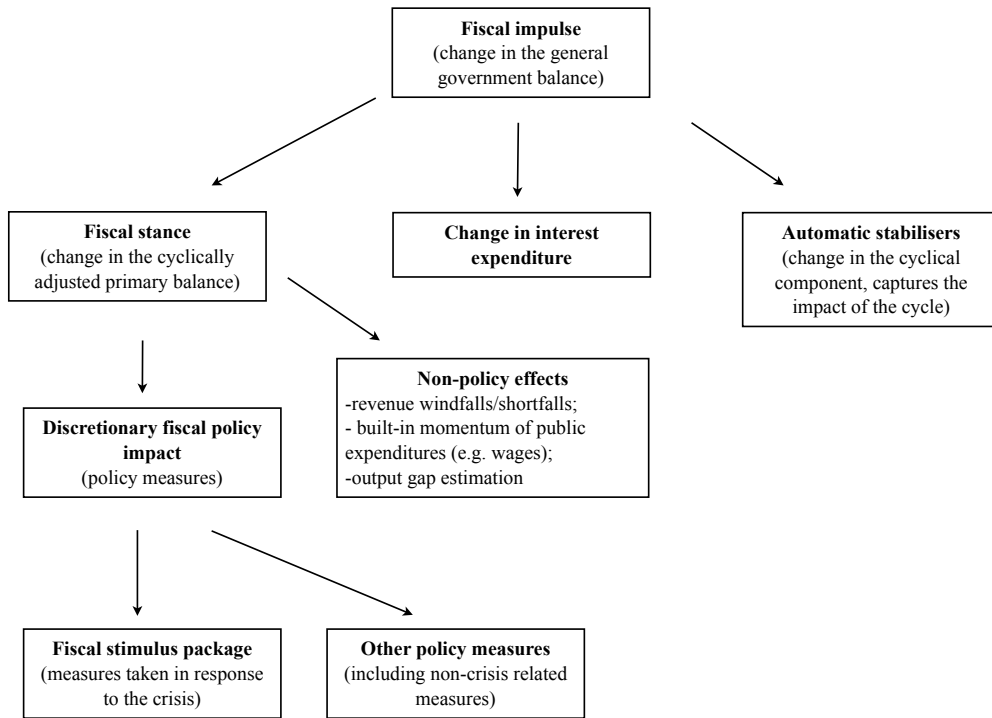 Fiscal impulse
(change in the general
government balance)
Fiscal stance
(change in the cyclically
adjusted primary balance)
Change in interest
expenditure
Automatic stabilisers
(change in the cyclical
component, captures the
impact of the cycle)
Non-policy effects
-revenue windfalls/shortfalls;
- built-in momentum of public
expenditures (e.g. wages);
-output gap estimation
Discretionary fiscal policy
impact
(policy measures)
Fiscal stimulus package
(measures taken in response
to the crisis)
Other policy measures
(including non-crisis related
measures)